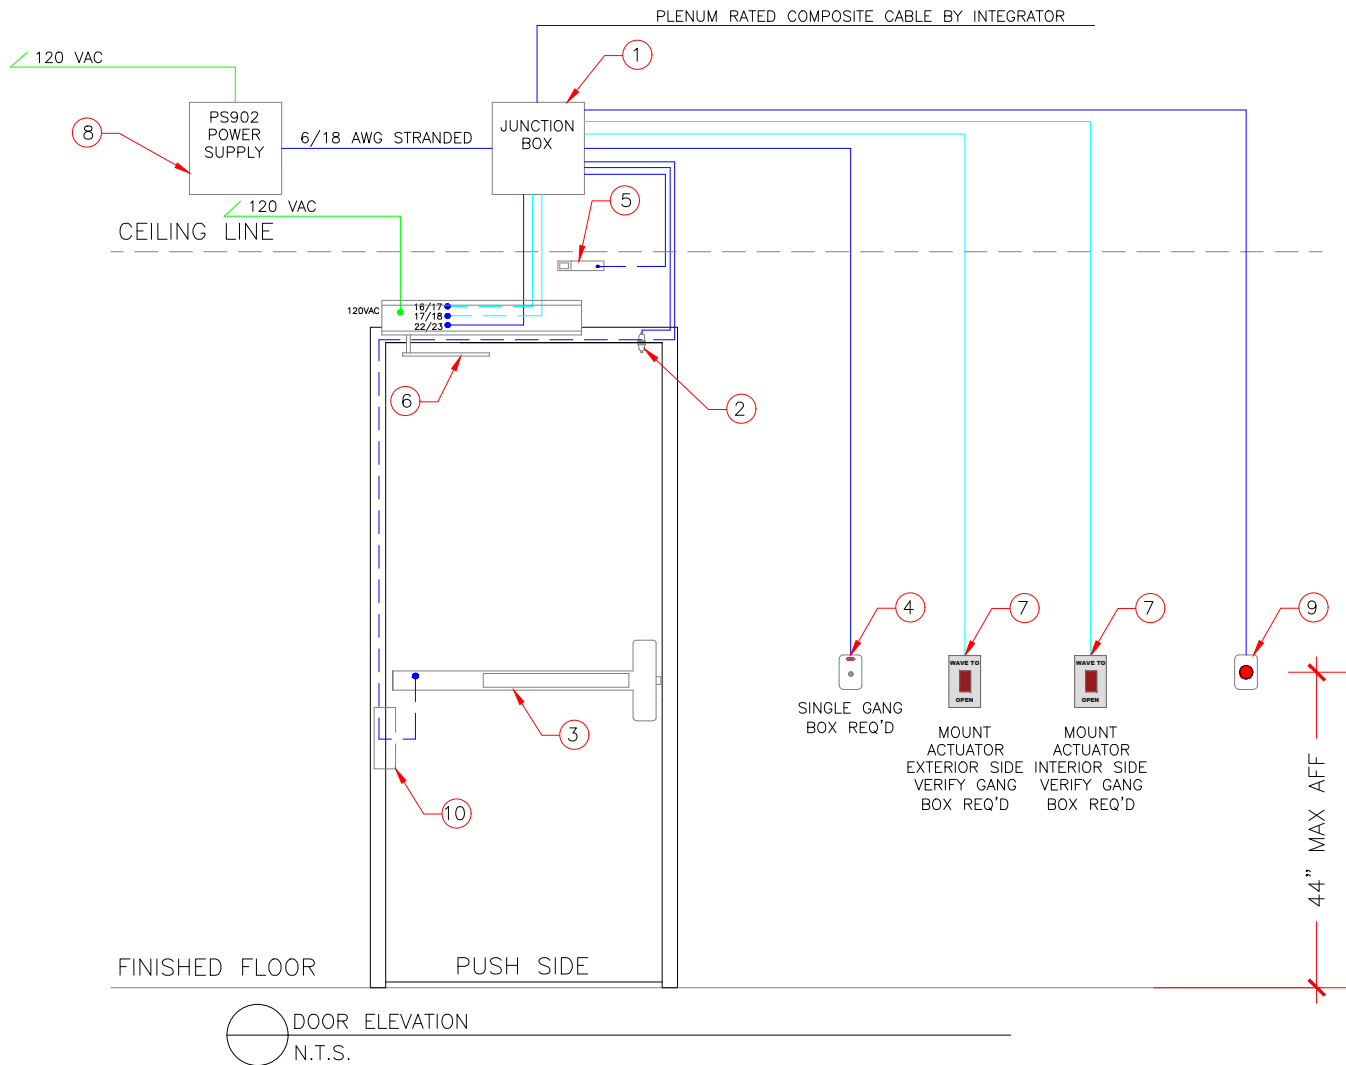 PLENUM RATED COMPOSITE CABLE BY INTEGRATOR
120 VAC
1
8
PS902
POWER
SUPPLY
6/18 AWG STRANDED
JUNCTION
BOX
5
120 VAC
CEILING LINE
120VAC
16/17
17/18
22/23
6
2
4
7
7
9
WAVE TO
OPEN
WAVE TO
OPEN
SINGLE GANG
BOX REQ'D
3
MOUNT
ACTUATOR
EXTERIOR SIDE
VERIFY GANG
BOX REQ'D
MOUNT
ACTUATOR
INTERIOR SIDE
VERIFY GANG
BOX REQ'D
10
44" MAX AFF
FINISHED FLOOR
PUSH SIDE
DOOR ELEVATION
N.T.S.